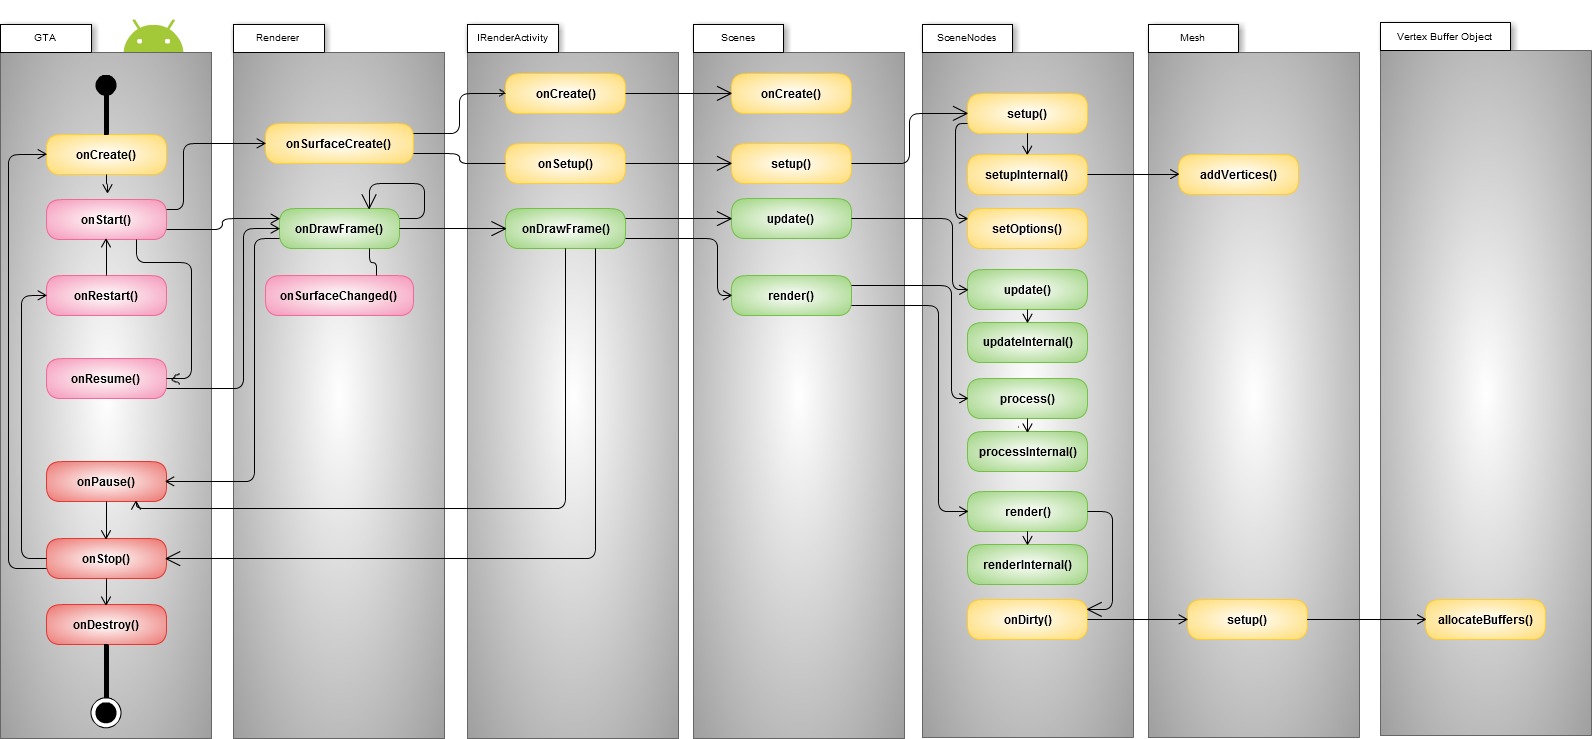 GTA
Renderer
IRenderActivity
Scenes
SceneNodes
Mesh
Vertex Buffer Object
onCreate()
onStart()
onRestart()
onResume()
onPause()
onStop()
onDestroy()
onSurfaceCreate()
onDrawFrame()
onSurfaceChanged()
onCreate()
onSetup()
onDrawFrame()
onCreate()
setup()
update()
render()
setup()
setupInternal()
setOptions()
update()
updateInternal()
process()
processInternal()
render()
renderInternal()
onDirty()
addVertices()
setup()
allocateBuffers()